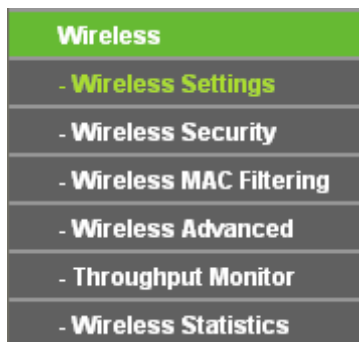 Wireless
- Wireless Settings
- Wireless Security
- Wireless MAC Filtering
- Wireless Advanced
- Throughput Monitor
- Wireless Statistics